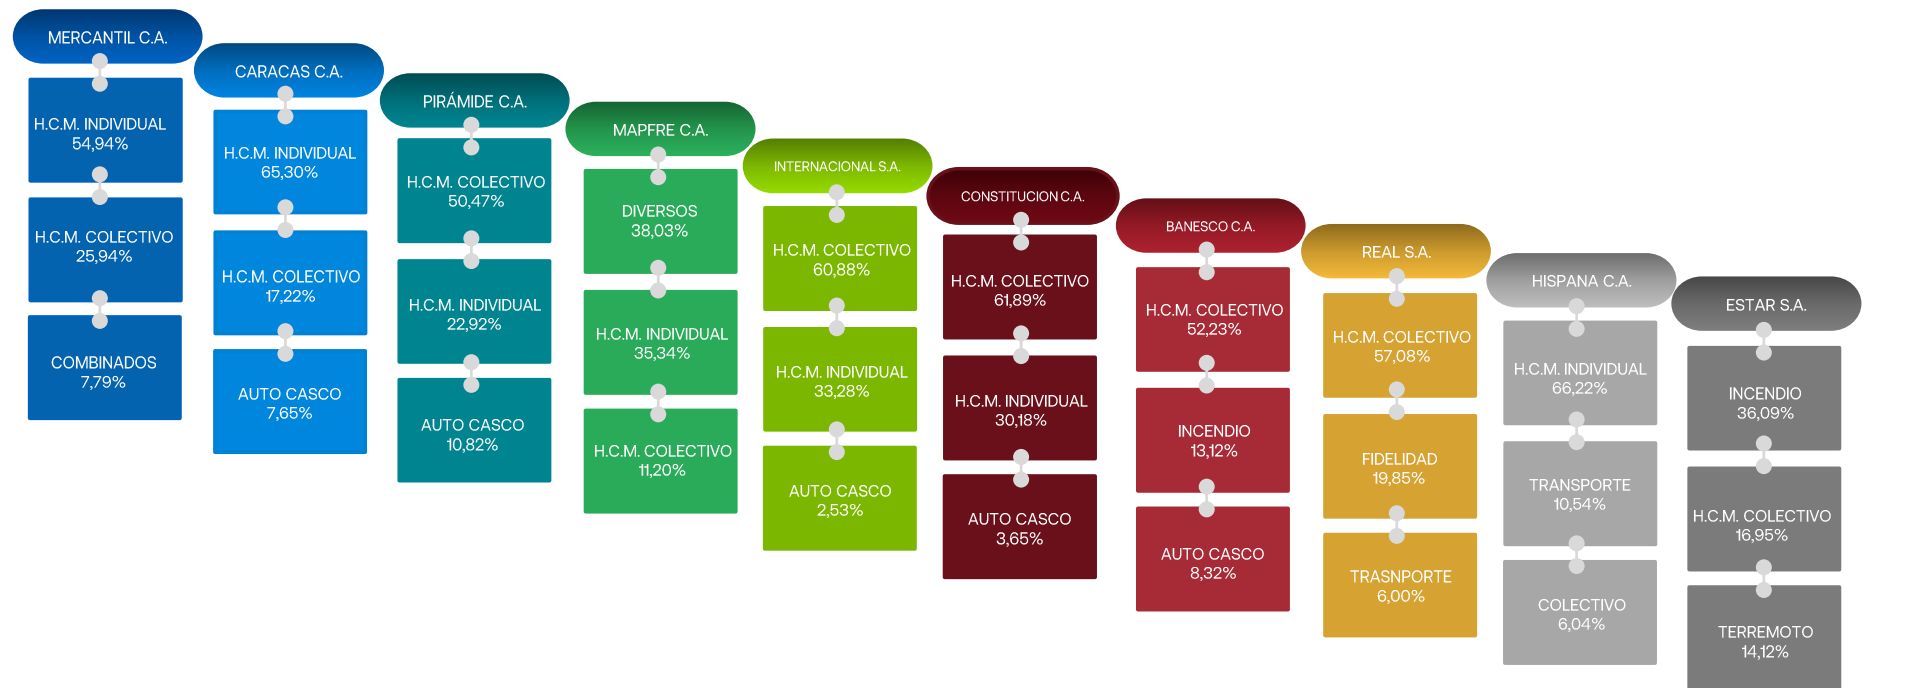 MERCANTIL C.A.
H.C.M. INDIVIDUAL
54,94%
H.C.M. COLECTIVO
25,94%
COMBINADOS
7,79%
CARACAS C.A.
H.C.M. INDIVIDUAL
65,30%
H.C.M. COLECTIVO
17,22%
AUTO CASCO
7,65%
PIRÁMIDE C.A.
H.C.M. COLECTIVO
50,47%
H.C.M. INDIVIDUAL
22,92%
AUTO CASCO
10,82%
MAPFRE C.A.
DIVERSOS
38,03%
H.C.M. INDIVIDUAL
35,34%
H.C.M. COLECTIVO
11,20%
INTERNACIONAL S.A.
H.C.M. COLECTIVO
60,88%
H.C.M. INDIVIDUAL
33,28%
AUTO CASCO
2,53%
CONSTITUCION C.A.
H.C.M. COLECTIVO
61,89%
H.C.M. INDIVIDUAL
30,18%
AUTO CASCO
3,65%
BANESCO C.A.
H.C.M. COLECTIVO
52,23%
INCENDIO
13,12%
AUTO CASCO
8,32%
REAL S.A.
H.C.M. COLECTIVO
57,08%
FIDELIDAD
19,85%
TRASNPORTE
6,00%
HISPANA C.A.
H.C.M. INDIVIDUAL
66,22%
TRANSPORTE
10,54%
COLECTIVO
6,04%
ESTAR S.A.
INCENDIO
36,09%
H.C.M. COLECTIVO
16,95%
TERREMOTO
14,12%